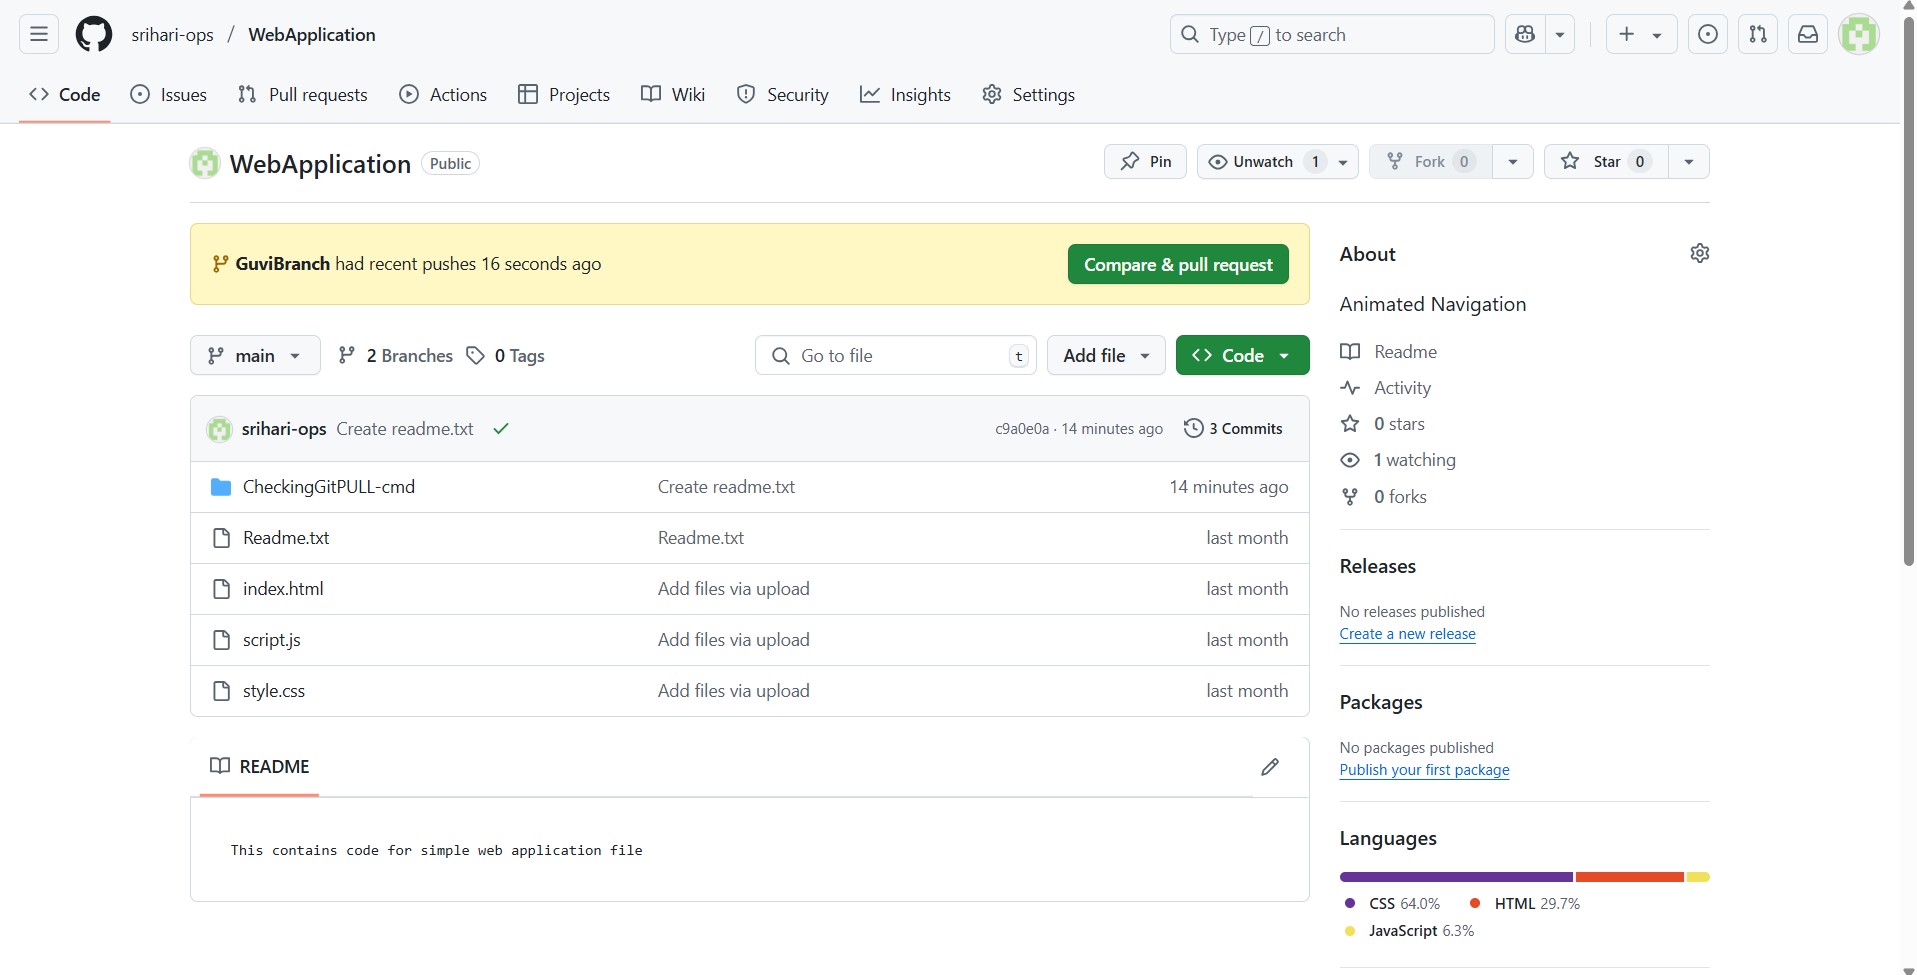 srihari-ops / WebApplication
Type / to search
Code Issues Pull requests Actions Projects Wiki Security Insights Settings
WebApplication Public
Pin Unwatch 1 Fork 0 Star 0
GuviBranch had recent pushes 16 seconds ago
Compare & pull request
main 2 Branches 0 Tags
Go to file t
Add file
Code
srihari-ops Create readme.txt
c9a0e0a · 14 minutes ago
3 Commits
CheckingGitPULL-cmd Create readme.txt 14 minutes ago
Readme.txt Readme.txt last month
index.html Add files via upload last month
script.js Add files via upload last month
style.css Add files via upload last month
README
This contains code for simple web application file
About
Animated Navigation
Readme
Activity
0 stars
1 watching
0 forks
Releases
No releases published
Create a new release
Packages
No packages published
Publish your first package
Languages
CSS 64.0% HTML 29.7%
JavaScript 6.3%